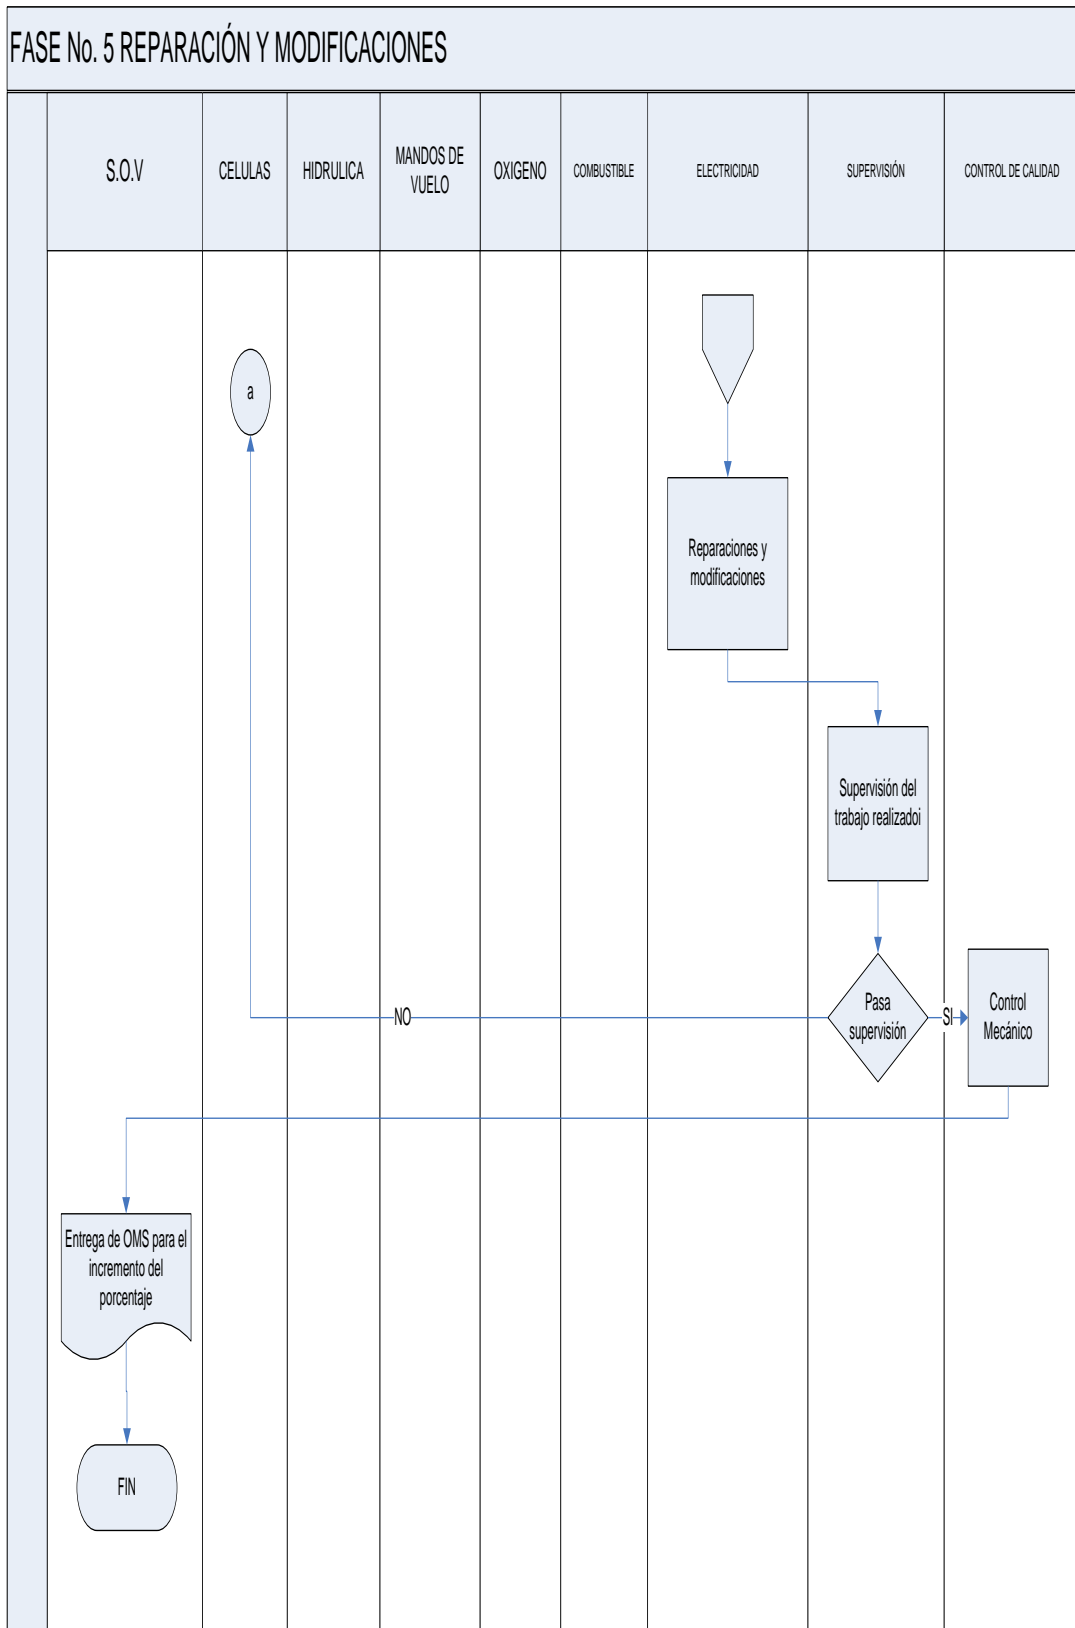 FASE No. 5 REPARACIÓN Y MODIFICACIONES
S.O.V
CELULAS
HIDRULICA
MANDOS DE
VUELO
OXIGENO
COMBUSTIBLE
ELECTRICIDAD
SUPERVISIÓN
CONTROL DE CALIDAD
a
Reparaciones y
modificaciones
Supervisión del
trabajo realizadoi
Pasa
supervisión
NO
SI
Control
Mecánico
Entrega de OMS para el
incremento del
porcentaje
FIN